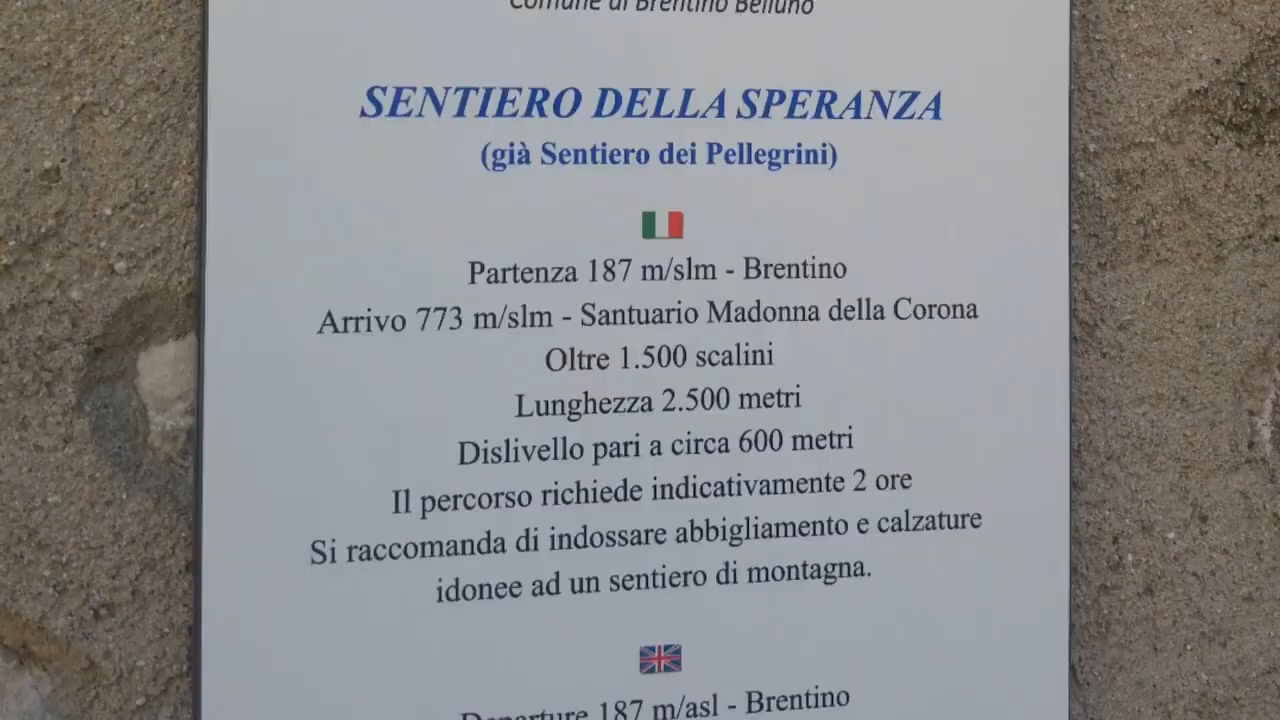 Comune di Brentino Belluno
SENTIERO DELLA SPERANZA
(già Sentiero dei Pellegrini)
Partenza 187 m/slm - Brentino
Arrivo 773 m/slm - Santuario Madonna della Corona
Oltre 1.500 scalini
Lunghezza 2.500 metri
Dislivello pari a circa 600 metri
Il percorso richiede indicativamente 2 ore
Si raccomanda di indossare abbigliamento e calzature
idonee ad un sentiero di montagna.
Departure 187 m/asl - Brentino